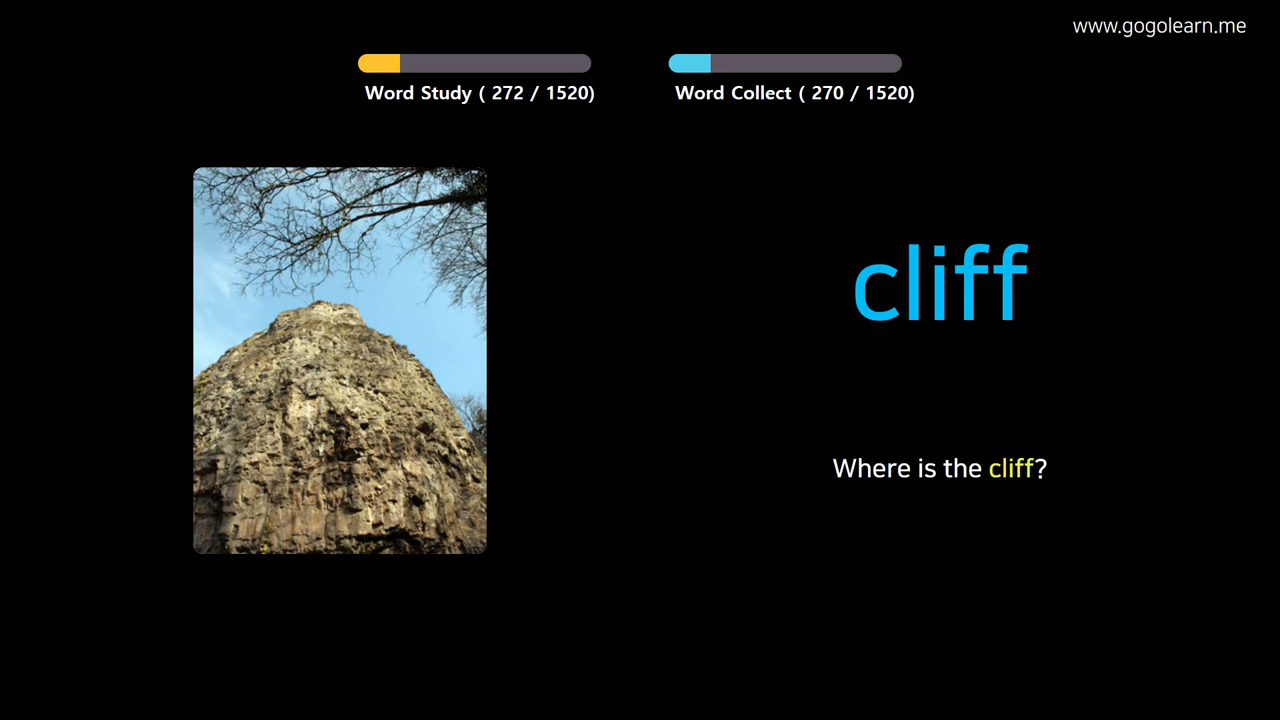 www.gogolearn.me
Word Study ( 272 / 1520)
Word Collect ( 270 / 1520)
cliff
Where is the cliff?